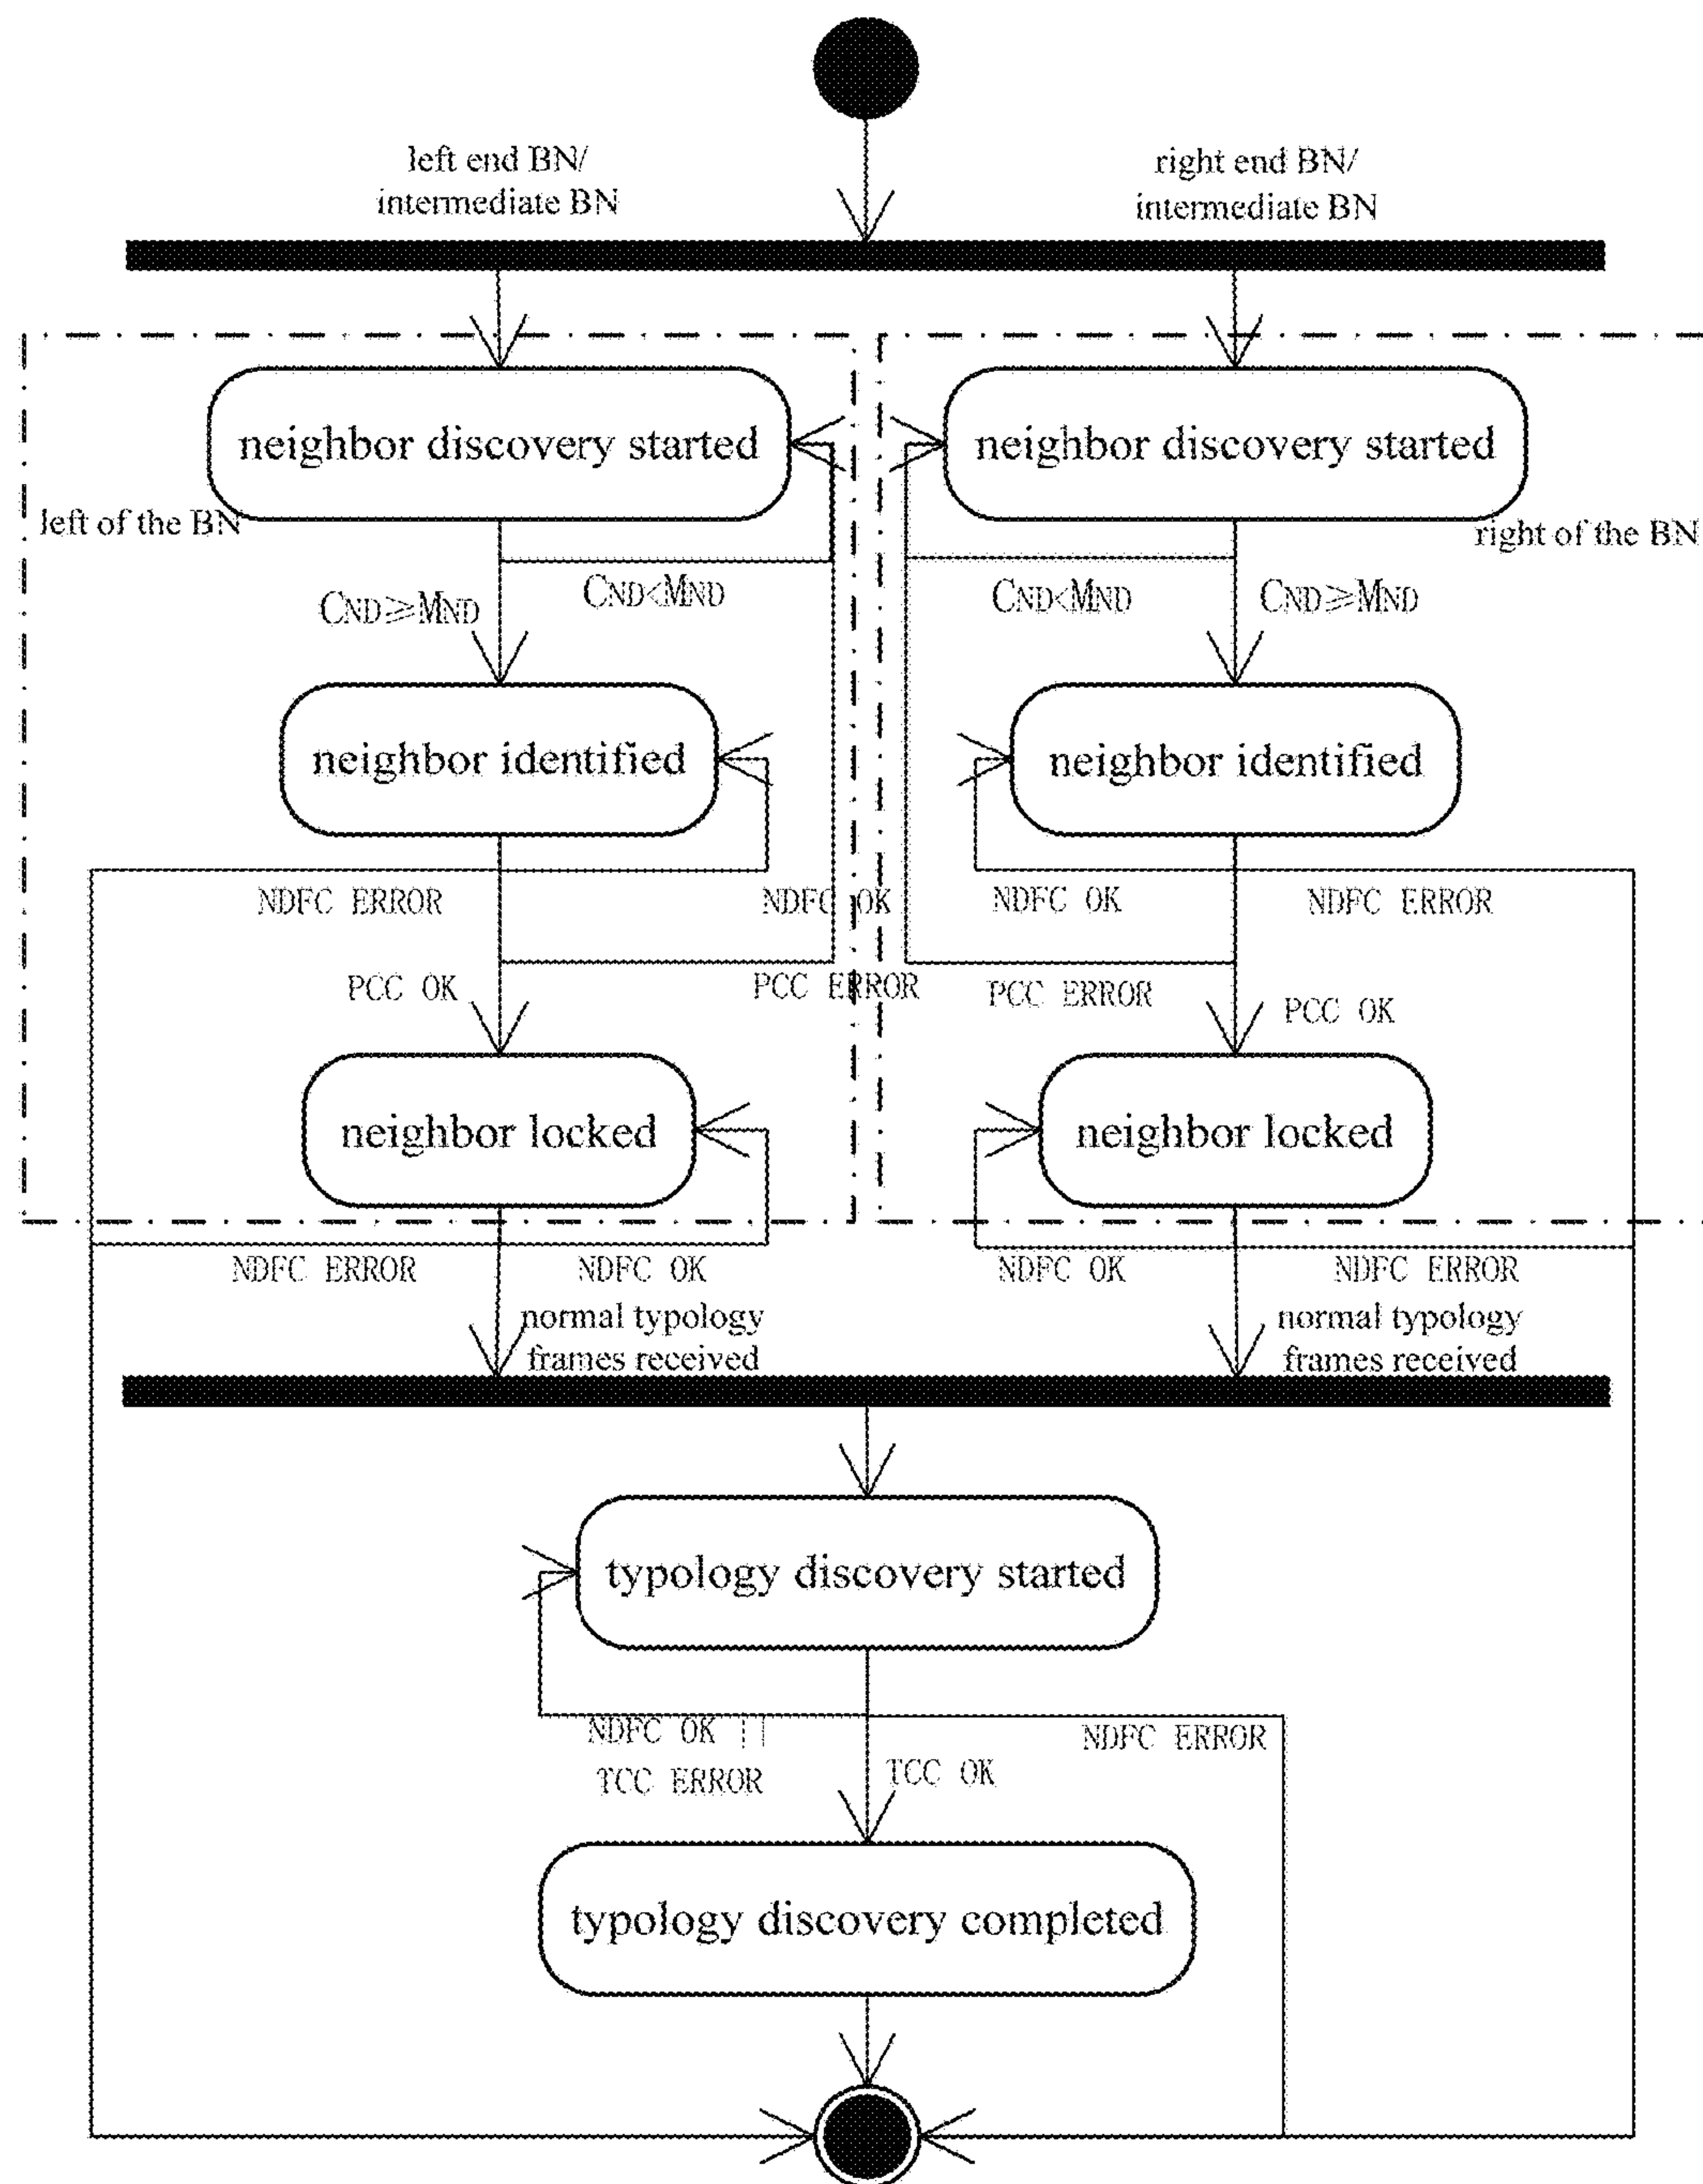 left end BN/
intermediate BN
right end BN/
intermediate BN
neighbor discovery started
neighbor discovery started
left of the BN
right of the BN
CND≥MND
CND<MND
CND<MND
CND≥MND
neighbor identified
neighbor identified
NDFC ERROR
NDFC OK
NDFC OK
NDFC ERROR
PCC OK
PCC ERROR
PCC ERROR
PCC OK
neighbor locked
neighbor locked
NDFC ERROR
NDFC OK
NDFC OK
NDFC ERROR
normal typology
frames received
normal typology
frames received
typology discovery started
NDFC OK ||
TCC ERROR
TCC OK
NDFC ERROR
typology discovery completed